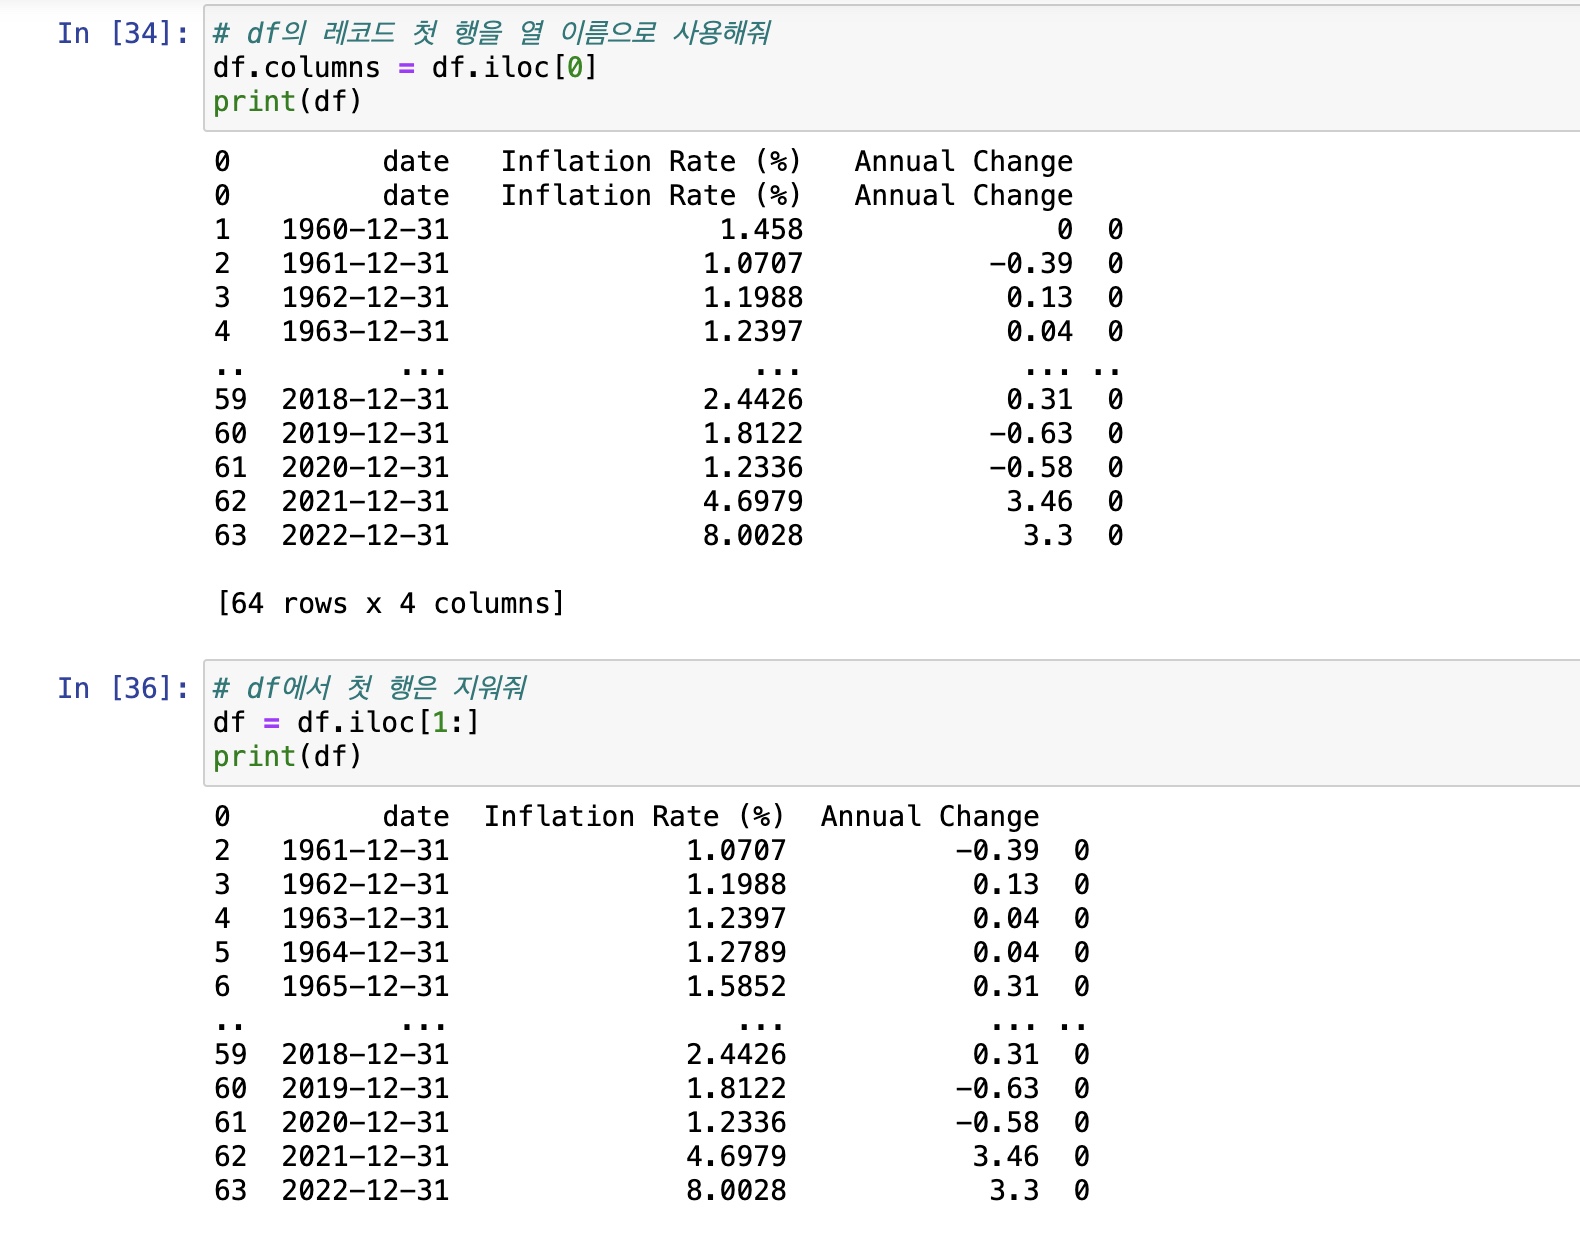 In [34]: # df의 레코드 첫 행을 열 이름으로 사용해줘
df.columns = df.iloc[0]
print(df)
0         date   Inflation Rate (%)   Annual Change
0         date   Inflation Rate (%)   Annual Change
1   1960-12-31                1.458               0  0
2   1961-12-31               1.0707           -0.39  0
3   1962-12-31               1.1988            0.13  0
4   1963-12-31               1.2397            0.04  0
..         ...                  ...             ... ..
59  2018-12-31               2.4426            0.31  0
60  2019-12-31               1.8122           -0.63  0
61  2020-12-31               1.2336           -0.58  0
62  2021-12-31               4.6979            3.46  0
63  2022-12-31               8.0028             3.3  0
[64 rows x 4 columns]
In [36]: # df에서 첫 행은 지워줘
df = df.iloc[1:]
print(df)
0         date  Inflation Rate (%)  Annual Change
2   1961-12-31              1.0707          -0.39  0
3   1962-12-31              1.1988           0.13  0
4   1963-12-31              1.2397           0.04  0
5   1964-12-31              1.2789           0.04  0
6   1965-12-31              1.5852           0.31  0
..         ...                 ...            ... ..
59  2018-12-31              2.4426           0.31  0
60  2019-12-31              1.8122          -0.63  0
61  2020-12-31              1.2336          -0.58  0
62  2021-12-31              4.6979           3.46  0
63  2022-12-31              8.0028            3.3  0